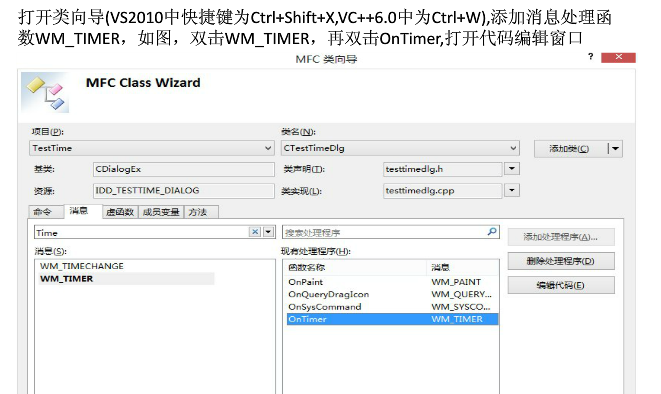 打开类向导(VS2010中快捷键为Ctrl+Shift+X,VC++6.0中为Ctrl+W),添加消息处理函
数WM_TIMER，如图，双击WM_TIMER，再双击OnTimer,打开代码编辑窗口
MFC 类向导
MFC Class Wizard
项目(P):
类名(N):
TestTime
CTestTimeDlg
添加类(C)
基类:
CDialogEx
类声明(T):
testtimedlg.h
资源:
IDD_TESTTIME_DIALOG
类实现(L):
testtimedlg.cpp
命令 消息 虚函数 成员变量 方法
Time
搜索处理程序
添加处理程序(A)...
消息(S):
现有处理程序(H):
删除处理程序(D)
编辑代码(E)
WM_TIMECHANGE
WM_TIMER
函数名称 消息
OnPaint WM_PAINT
OnQueryDragIcon WM_QUERY...
OnSysCommand WM_SYSCO...
OnTimer WM_TIMER